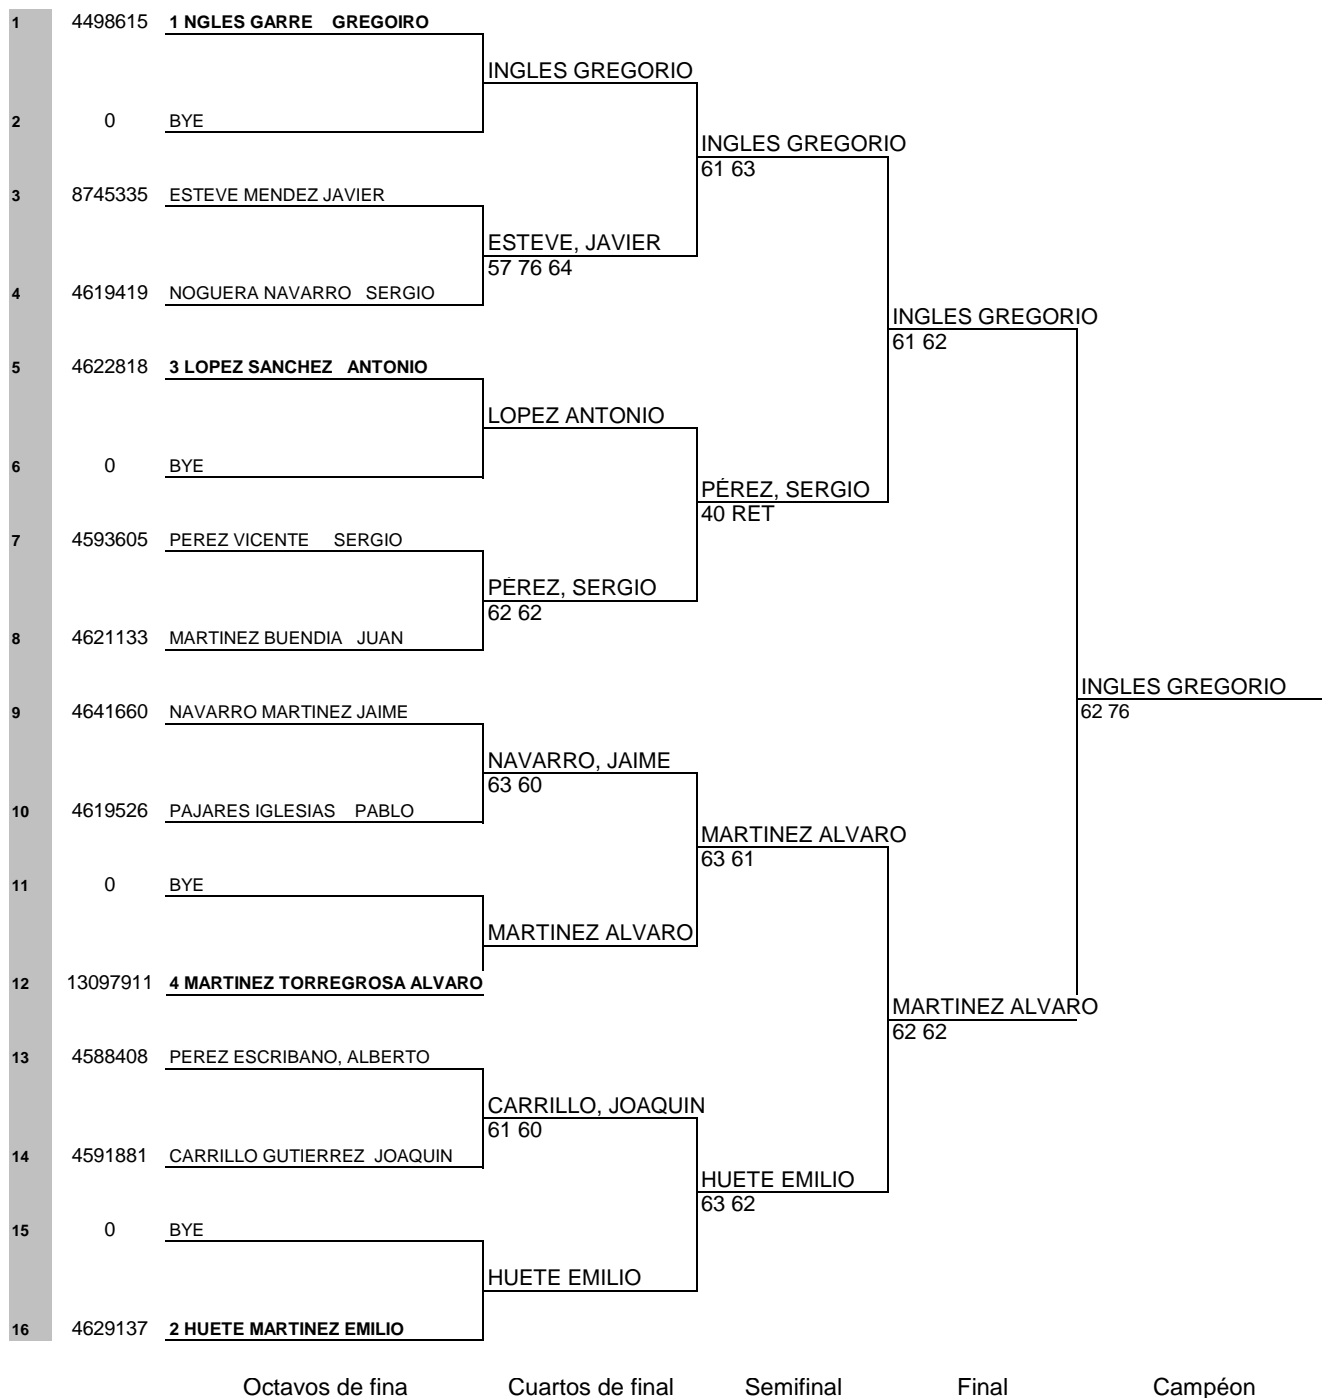 1 4498615 1 NGLES GARRE GREGOIRO
INGLES GREGORIO
2 0 BYE
INGLES GREGORIO
61 63
3 8745335 ESTEVE MENDEZ JAVIER
ESTEVE, JAVIER
57 76 64
4 4619419 NOGUERA NAVARRO SERGIO
INGLES GREGORIO
61 62
5 4622818 3 LOPEZ SANCHEZ ANTONIO
LOPEZ ANTONIO
6 0 BYE
PÉREZ, SERGIO
40 RET
7 4593605 PEREZ VICENTE SERGIO
PÉREZ, SERGIO
62 62
8 4621133 MARTINEZ BUENDIA JUAN
INGLES GREGORIO
62 76
9 4641660 NAVARRO MARTINEZ JAIME
NAVARRO, JAIME
63 60
10 4619526 PAJARES IGLESIAS PABLO
MARTINEZ ALVARO
63 61
11 0 BYE
MARTINEZ ALVARO
12 13097911 4 MARTINEZ TORREGROSA ALVARO
MARTINEZ ALVARO
62 62
13 4588408 PEREZ ESCRIBANO, ALBERTO
CARRILLO, JOAQUIN
61 60
14 4591881 CARRILLO GUTIERREZ JOAQUIN
HUETE EMILIO
63 62
15 0 BYE
HUETE EMILIO
16 4629137 2 HUETE MARTINEZ EMILIO
Octavos de fina Cuartos de final Semifinal Final Campéon